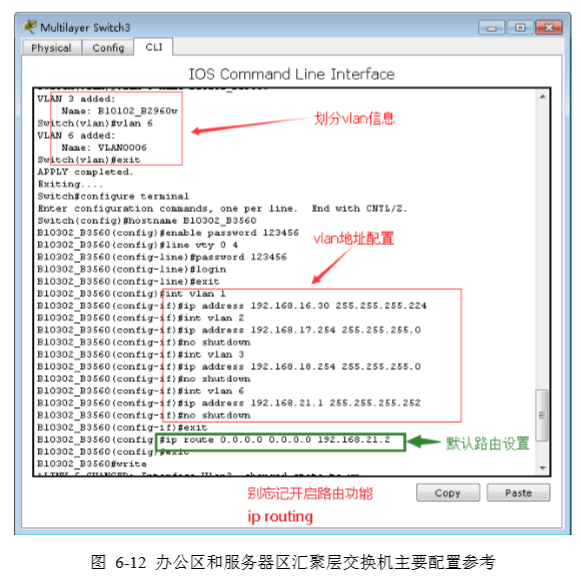 Multilayer Switch3
Physical Config CLI
IOS Command Line Interface
VLAN 3 added:
Name: B10102_B2960w
Switch(vlan)#vlan 6
VLAN 6 added:
Name: VLAN0006
Switch(vlan)#exit
APPLY completed.
Exiting....
Switch#configure terminal
Enter configuration commands, one per line. End with CNTL/Z.
Switch(config)#hostname B10302_B3560
B10302_B3560(config)#enable password 123456
B10302_B3560(config)#line vty 0 4
B10302_B3560(config-line)#password 123456
B10302_B3560(config-line)#login
B10302_B3560(config-line)#exit
B10302_B3560(config)#int vlan 1
B10302_B3560(config-if)#ip address 192.168.16.30 255.255.255.224
B10302_B3560(config-if)#int vlan 2
B10302_B3560(config-if)#ip address 192.168.17.254 255.255.255.0
B10302_B3560(config-if)#no shutdown
B10302_B3560(config-if)#int vlan 3
B10302_B3560(config-if)#ip address 192.168.18.254 255.255.255.0
B10302_B3560(config-if)#no shutdown
B10302_B3560(config-if)#int vlan 6
B10302_B3560(config-if)#ip address 192.168.21.1 255.255.255.252
B10302_B3560(config-if)#no shutdown
B10302_B3560(config-if)#exit
B10302_B3560(config)#ip route 0.0.0.0 0.0.0.0 192.168.21.2
B10302_B3560(config)#exit
B10302_B3560#write
划分vlan信息
vlan地址配置
默认路由设置
别忘记开启路由功能
ip routing
Copy Paste
图 6-12 办公区和服务器区汇聚层交换机主要配置参考